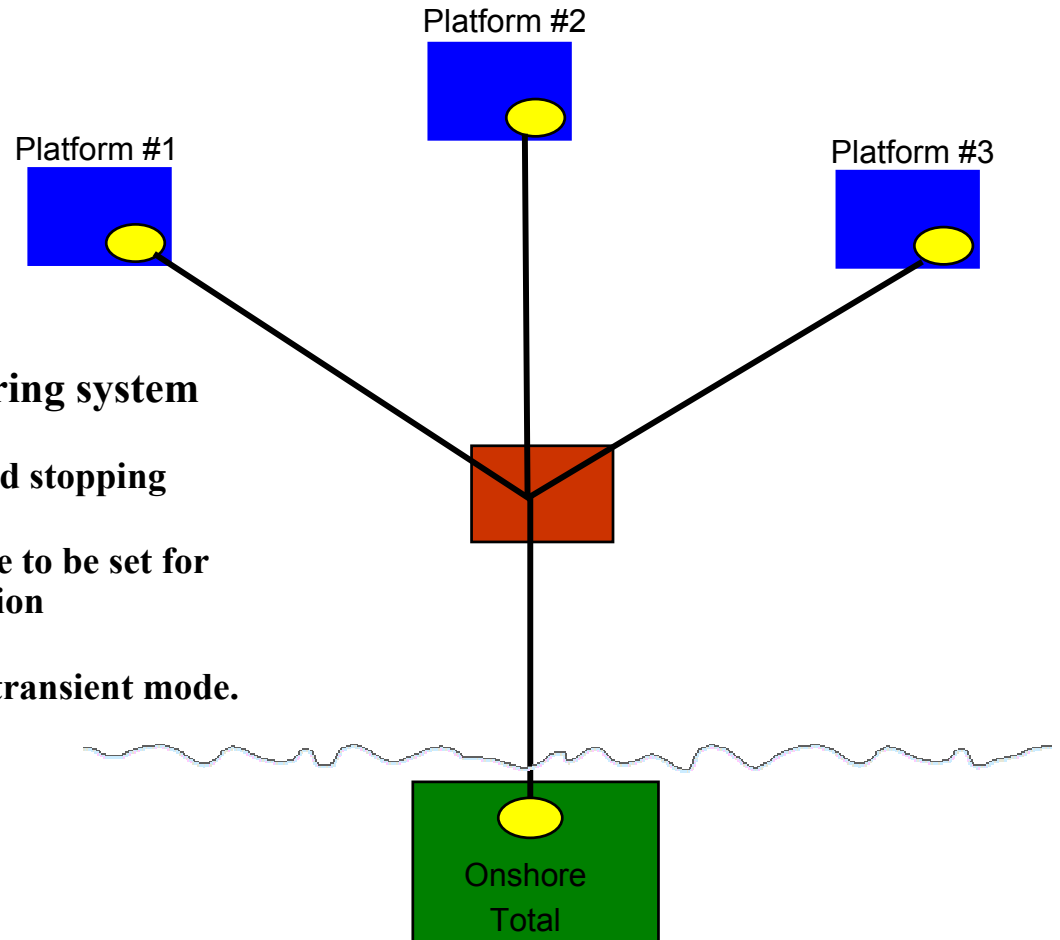 Platform #2
Platform #1
Platform #3
ring system
d stopping
e to be set for
ion
transient mode.
Onshore
Total